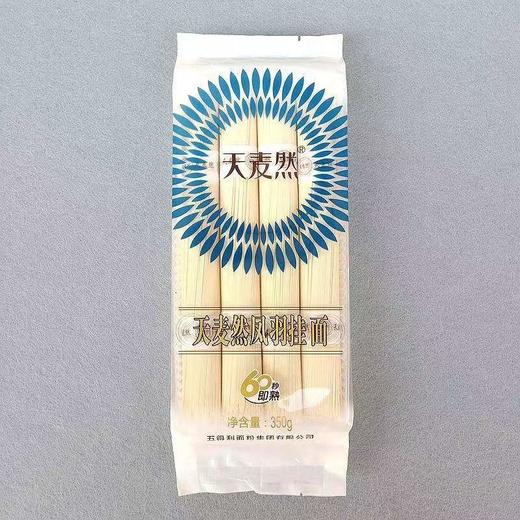 天麦然®
天麦然凤羽挂面
60秒
即熟
净含量：350g
五得利面粉集团有限公司